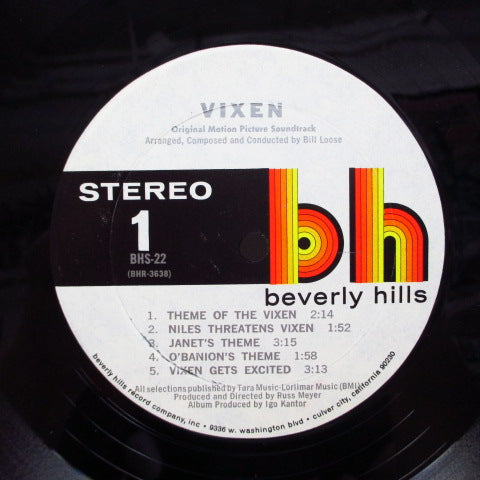 VIXEN
Original Motion Picture Soundtrack
Arranged, Composed and Conducted by Bill Loose
STEREO
1
BHS-22
(BHR-3638)
bh
beverly hills
1. THEME OF THE VIXEN 2:14
2. NILES THREATENS VIXEN 1:52
3. JANET'S THEME 3:15
4. O'BANION'S THEME 1:58
5. VIXEN GETS EXCITED 3:13
All selections published by Tara Music-Lorlimar Music (BMI)
Produced and Directed by Russ Meyer
Album Produced by Igo Kantor
beverly hills record company, inc • 9336 w. washington blvd • culver city, california 90230